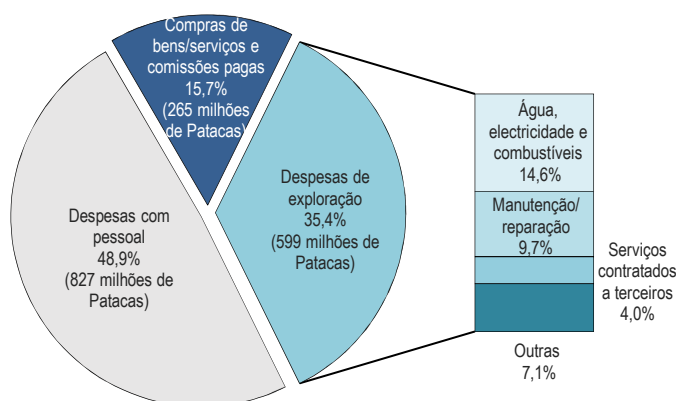 Compras de
bens/serviços e
comissões pagas
15,7%
(265 milhões
de Patacas)
Despesas de
exploração
35,4%
(599 milhões de
Patacas)
Despesas com
pessoal
48,9%
(827 milhões de
Patacas)
Água,
electricidade e
combustíveis
14,6%
Manutenção/
reparação
9,7%
Serviços
contratados
a terceiros
4,0%
Outras
7,1%